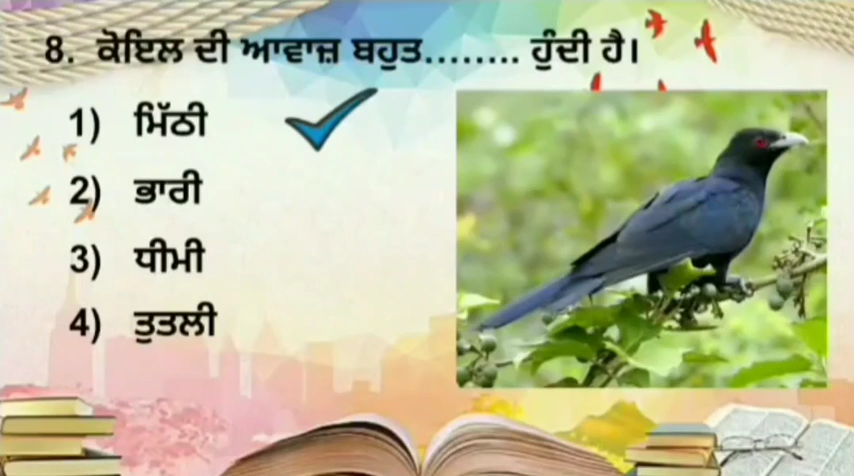 8. ਕੋਇਲ ਦੀ ਆਵਾਜ਼ ਬਹੁਤ........ ਹੁੰਦੀ ਹੈ।
1) ਮਿੱਠੀ
2) ਭਾਰੀ
3) ਧੀਮੀ
4) ਤੁਤਲੀ